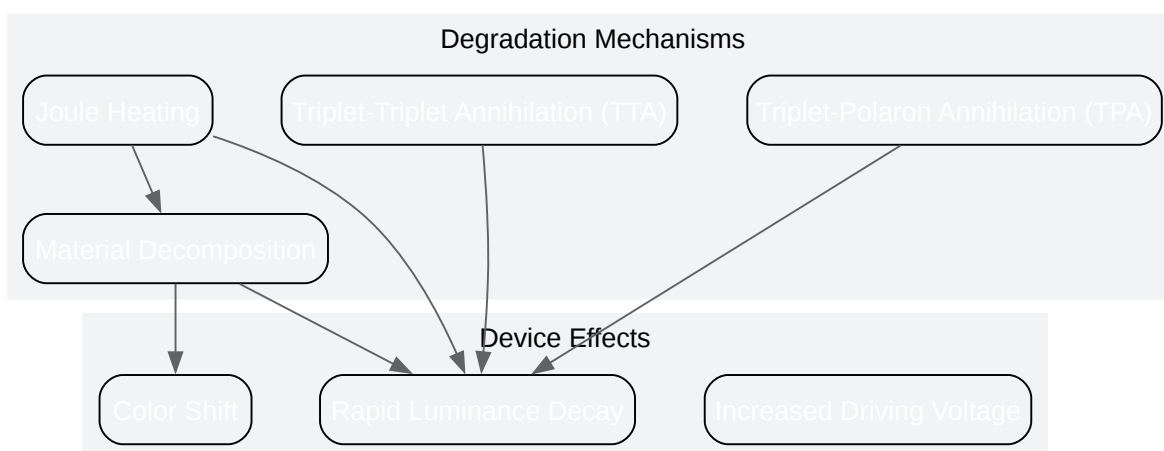 Degradation Mechanisms
Joule Heating
Triplet-Triplet Annihilation (TTA)
Triplet-Polaron Annihilation (TPA)
Material Decomposition
Device Effects
Color Shift
Rapid Luminance Decay
Increased Driving Voltage